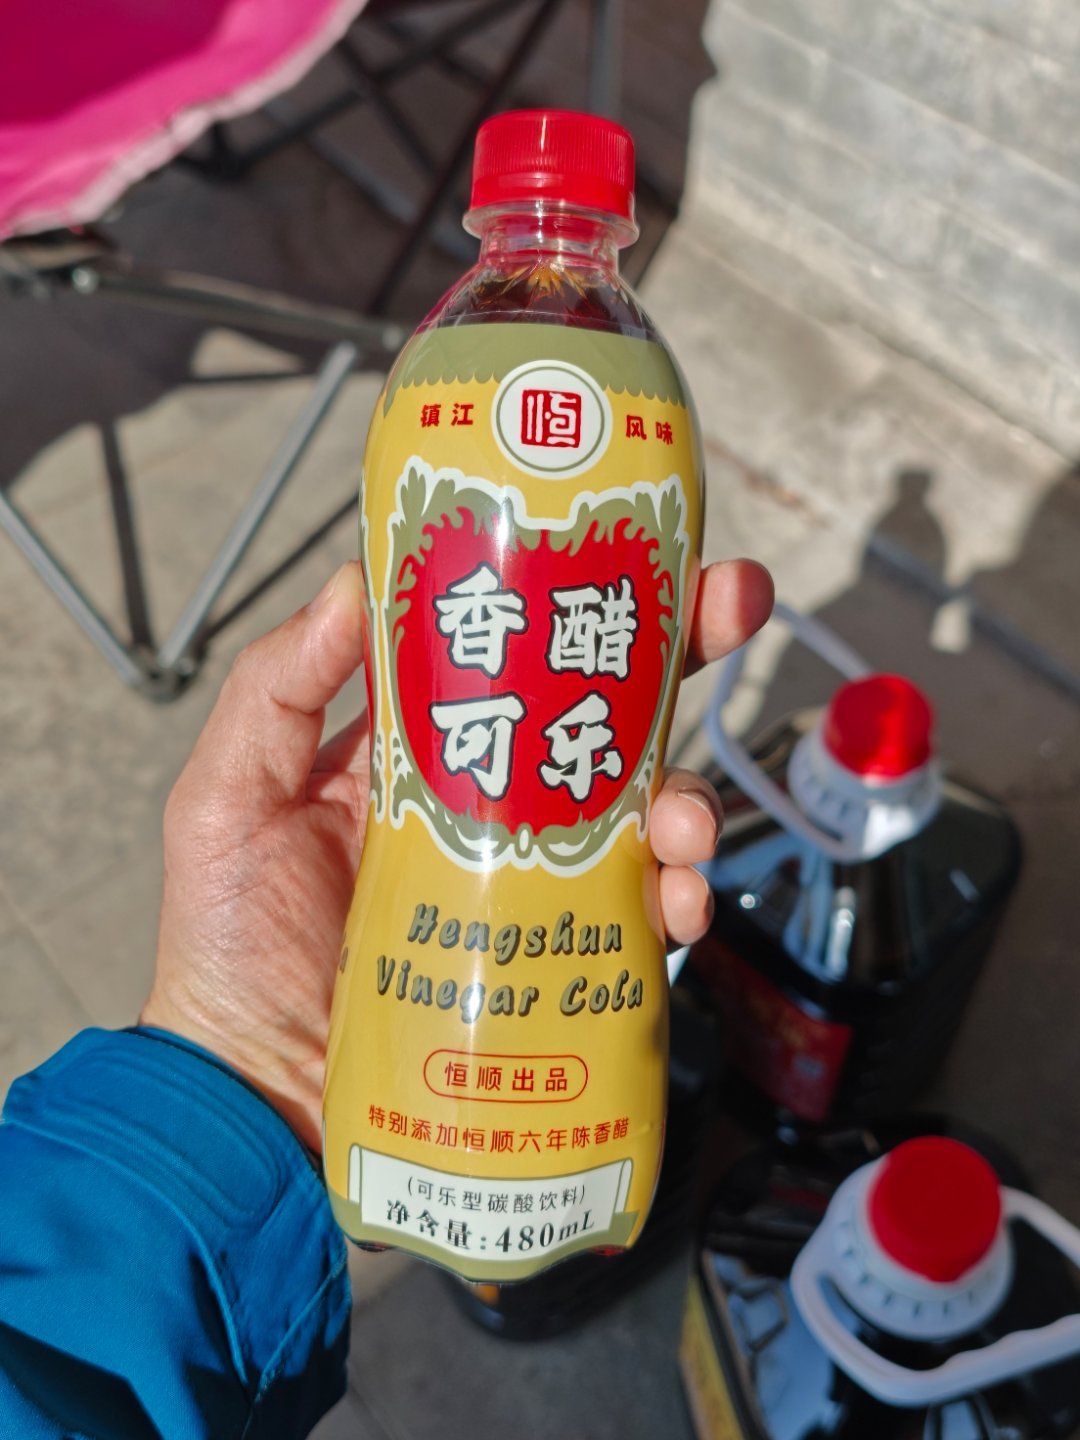 镇江 恒 风味
香醋
可乐
Hengshun
Vinegar Cola
恒顺出品
特别添加恒顺六年陈香醋
(可乐型碳酸饮料)
净含量:480mL